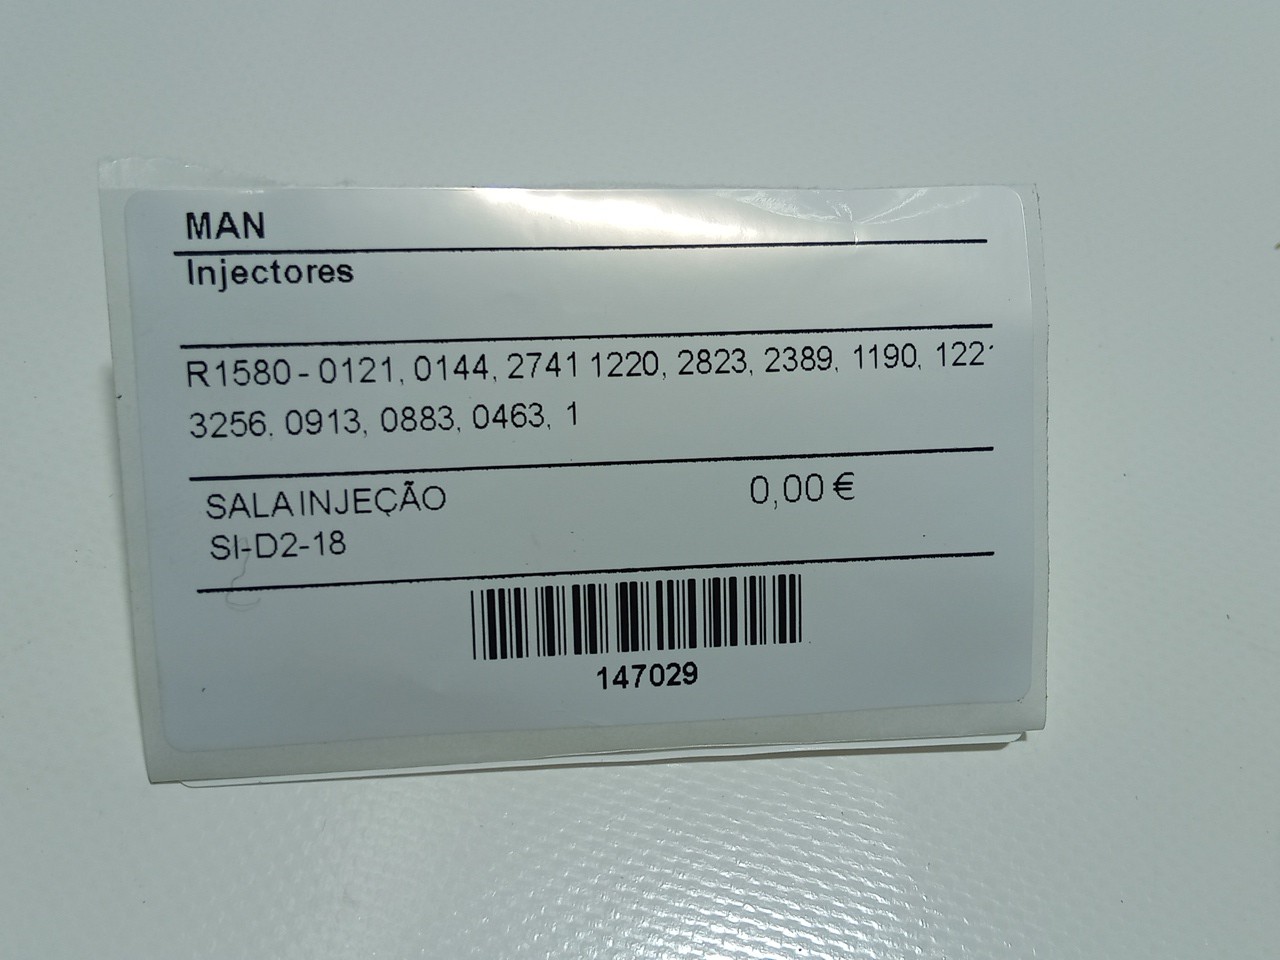 MAN
Injectores
R1580 - 0121, 0144, 2741 1220, 2823, 2389, 1190, 122
3256, 0913, 0883, 0463, 1
SALA INJEÇÃO 0,00 €
SI-D2-18
147029